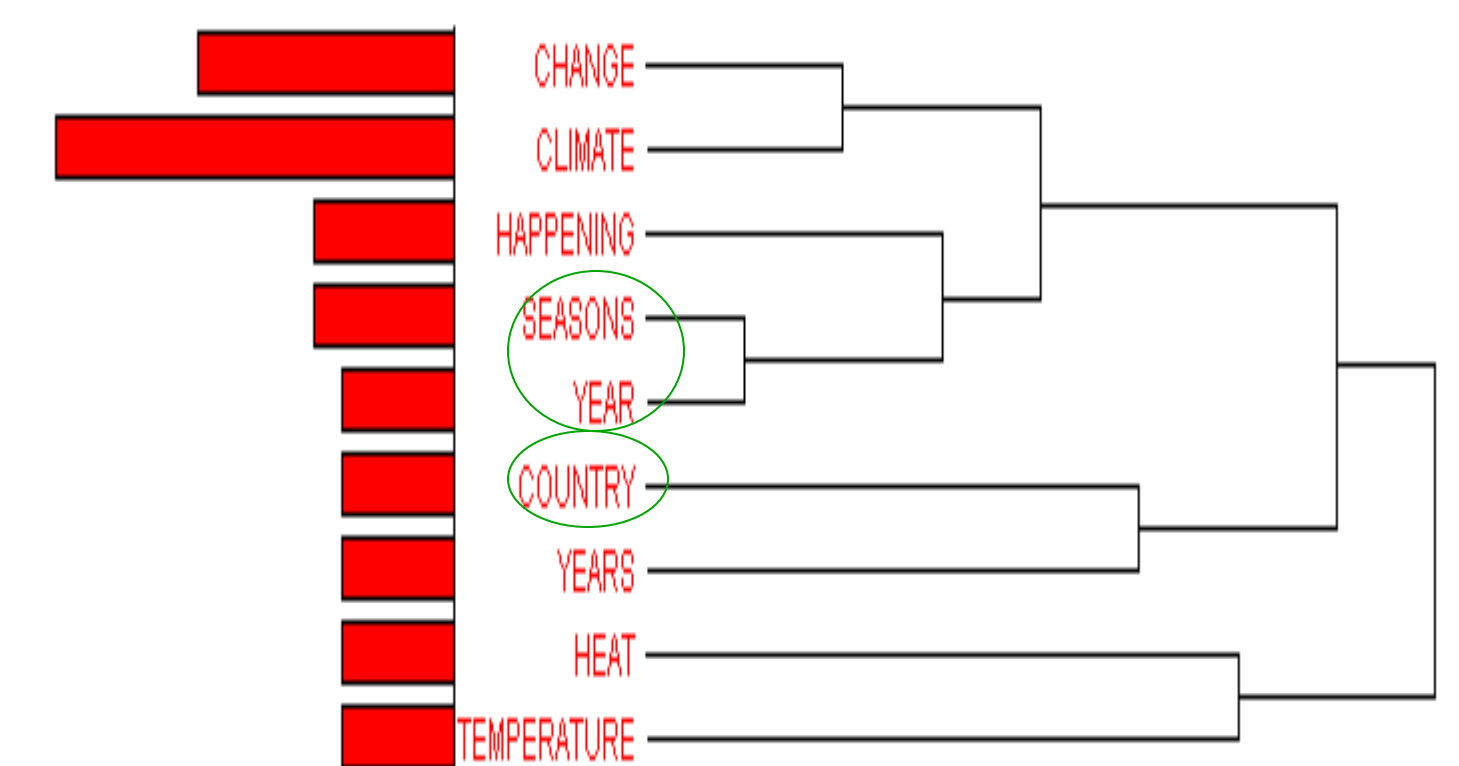 CHANGE
CLIMATE
HAPPENING
SEASONS
YEAR
COUNTRY
YEARS
HEAT
TEMPERATURE